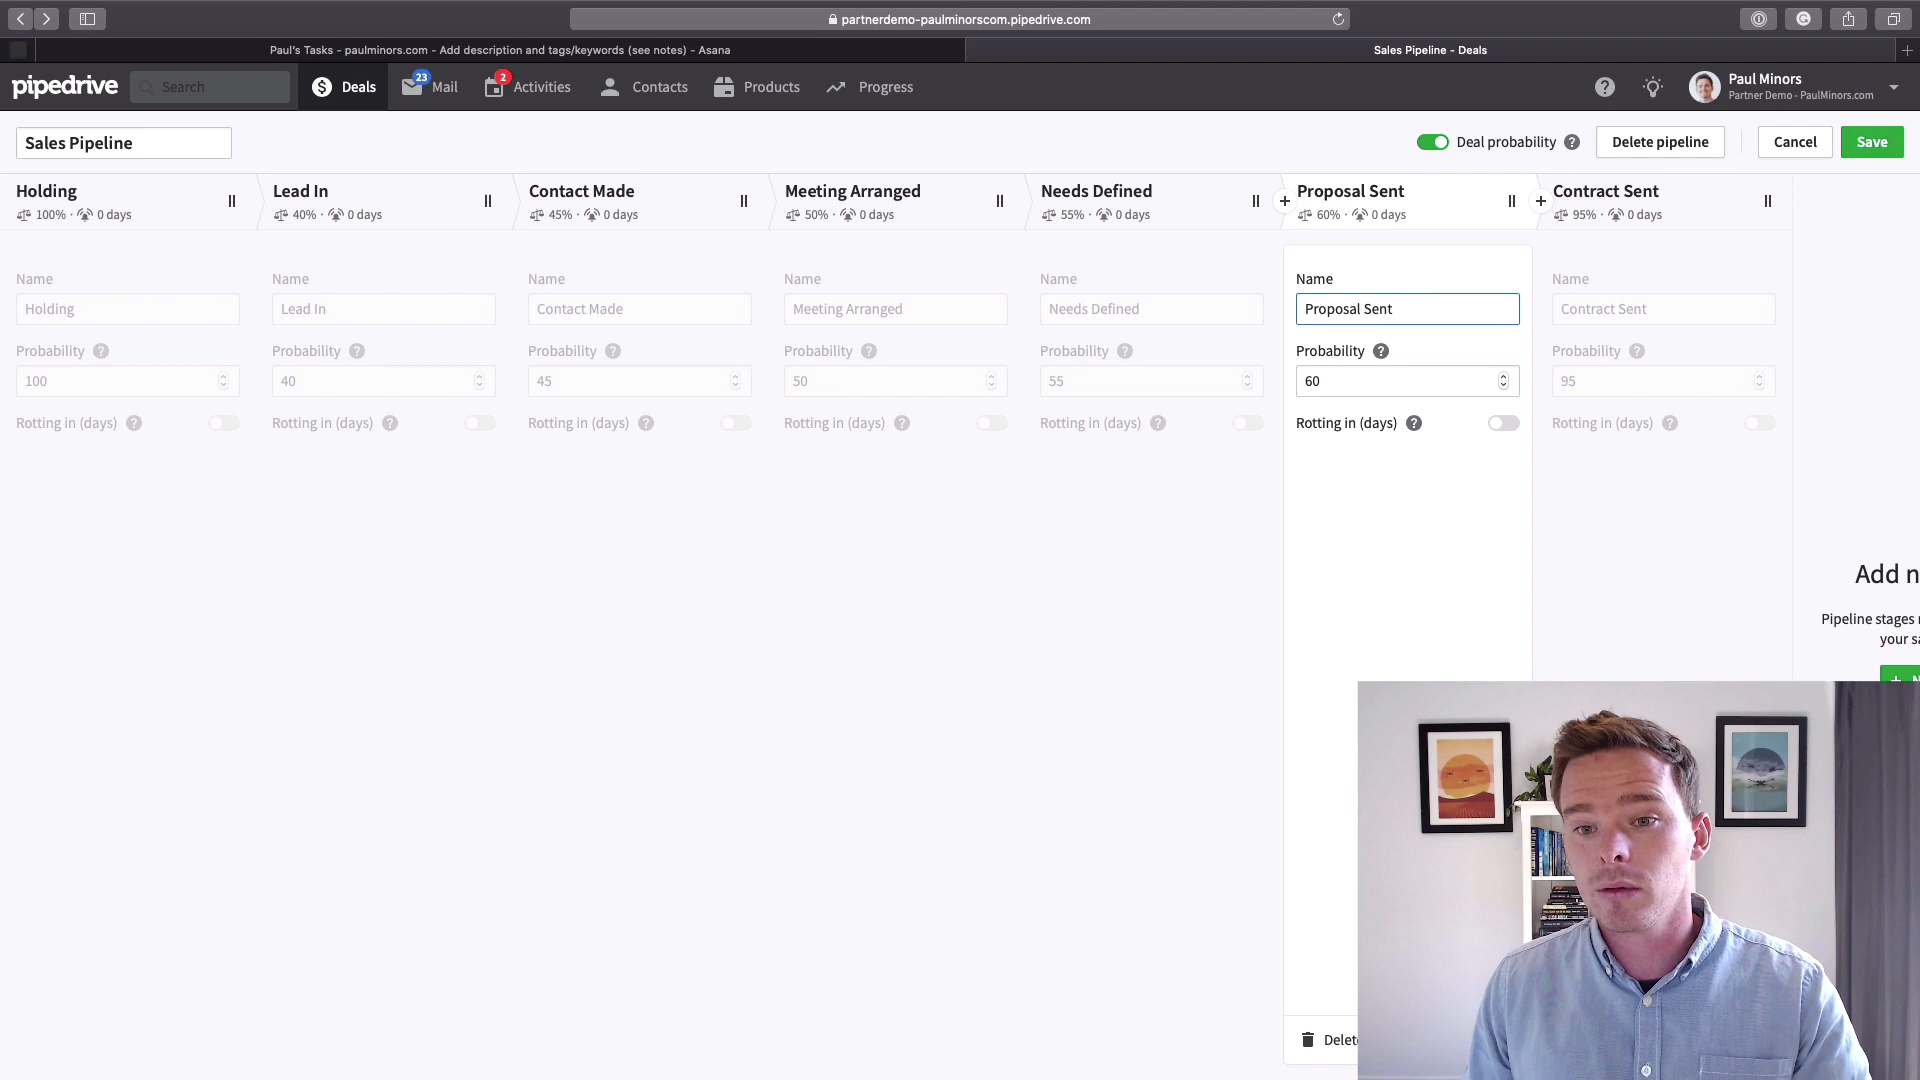 partnerdemo-paulminorscom.pipedrive.com
Paul's Tasks - paulminors.com - Add description and tags/keywords (see notes) - Asana
Sales Pipeline - Deals
pipedrive
Search
Deals
23
Mail
2
Activities
Contacts
Products
Progress
Paul Minors
Partner Demo - PaulMinors.com
Sales Pipeline
Deal probability
Delete pipeline
Cancel
Save
Holding
100% · 0 days
Lead In
40% · 0 days
Contact Made
45% · 0 days
Meeting Arranged
50% · 0 days
Needs Defined
55% · 0 days
Proposal Sent
60% · 0 days
Contract Sent
95% · 0 days
Name
Holding
Probability
100
Rotting in (days)
Name
Lead In
Probability
40
Rotting in (days)
Name
Contact Made
Probability
45
Rotting in (days)
Name
Meeting Arranged
Probability
50
Rotting in (days)
Name
Needs Defined
Probability
55
Rotting in (days)
Name
Proposal Sent
Probability
60
Rotting in (days)
Name
Contract Sent
Probability
95
Rotting in (days)
Add n
Pipeline stages
your sa
Delete